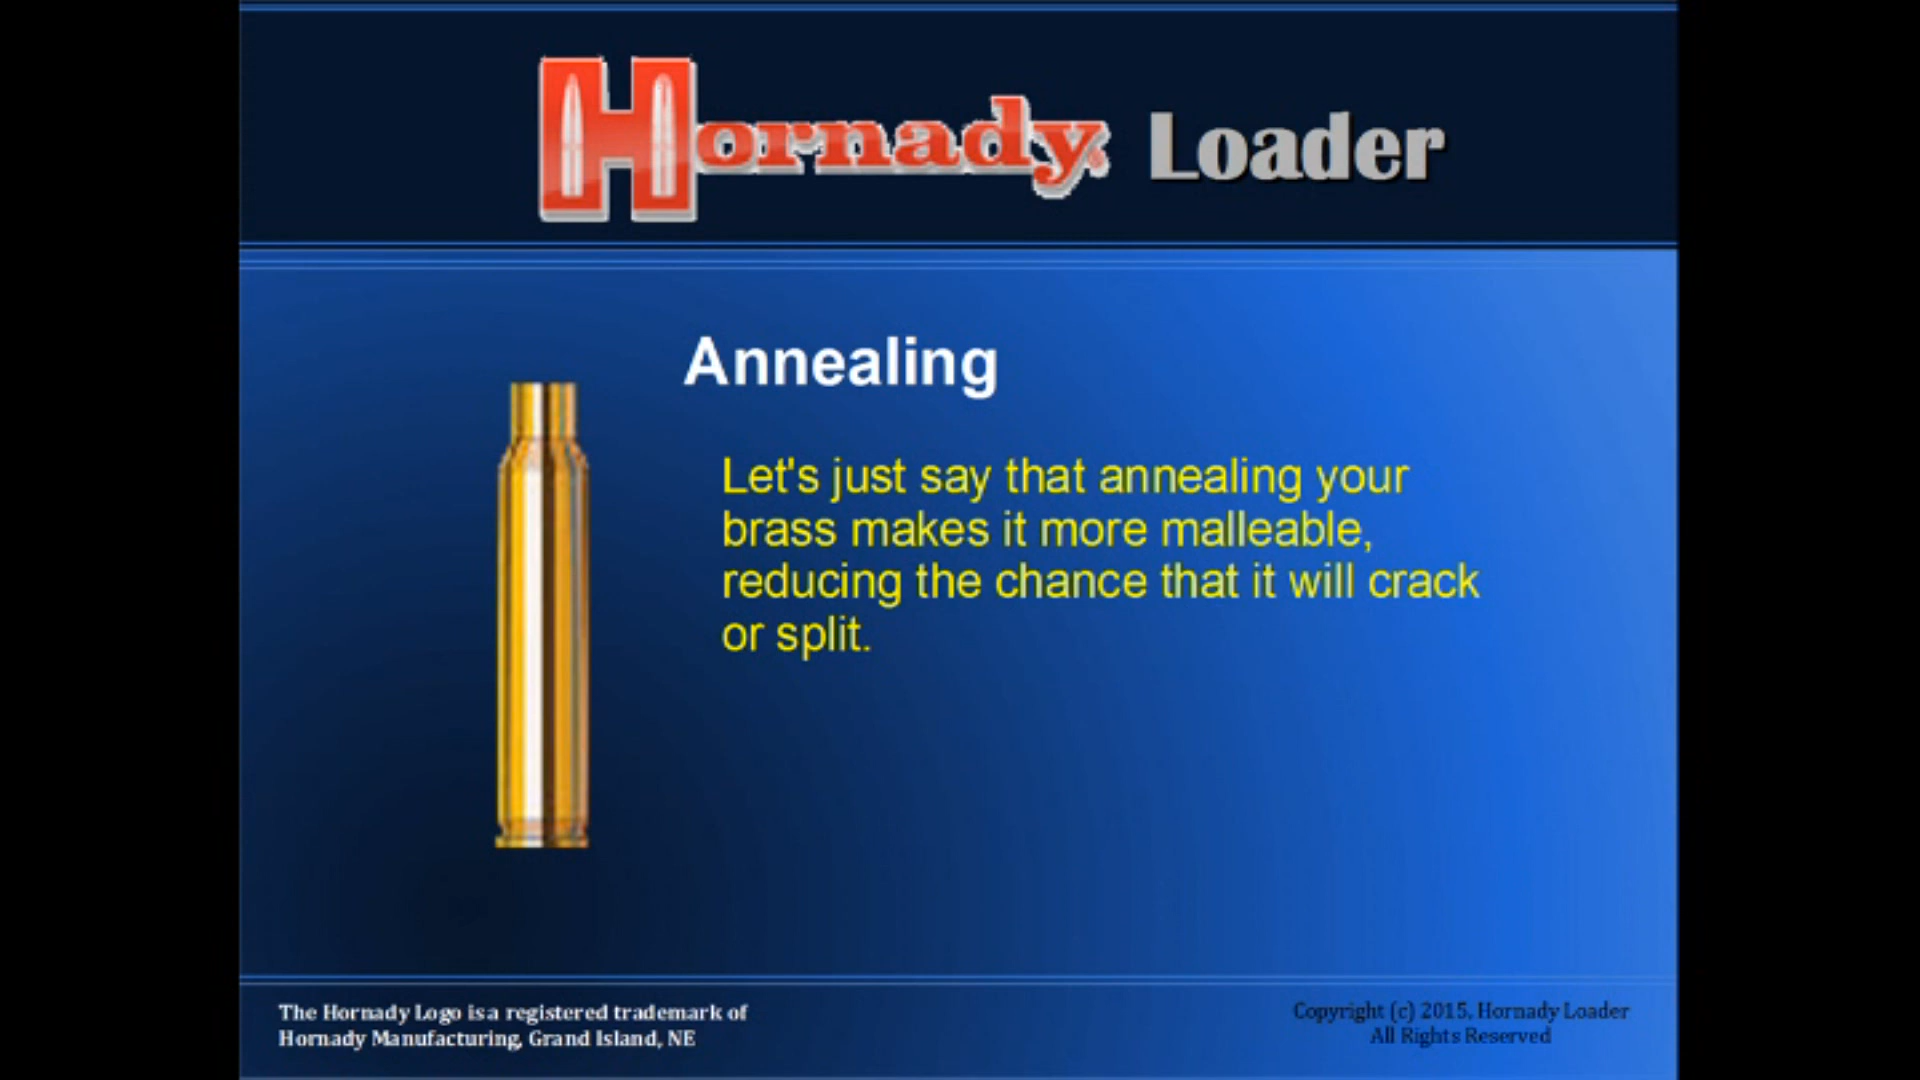 Hornady Loader
Annealing
Let's just say that annealing your
brass makes it more malleable,
reducing the chance that it will crack
or split.
The Hornady Logo is a registered trademark of
Hornady Manufacturing, Grand Island, NE
Copyright (c) 2015, Hornady Loader
All Rights Reserved